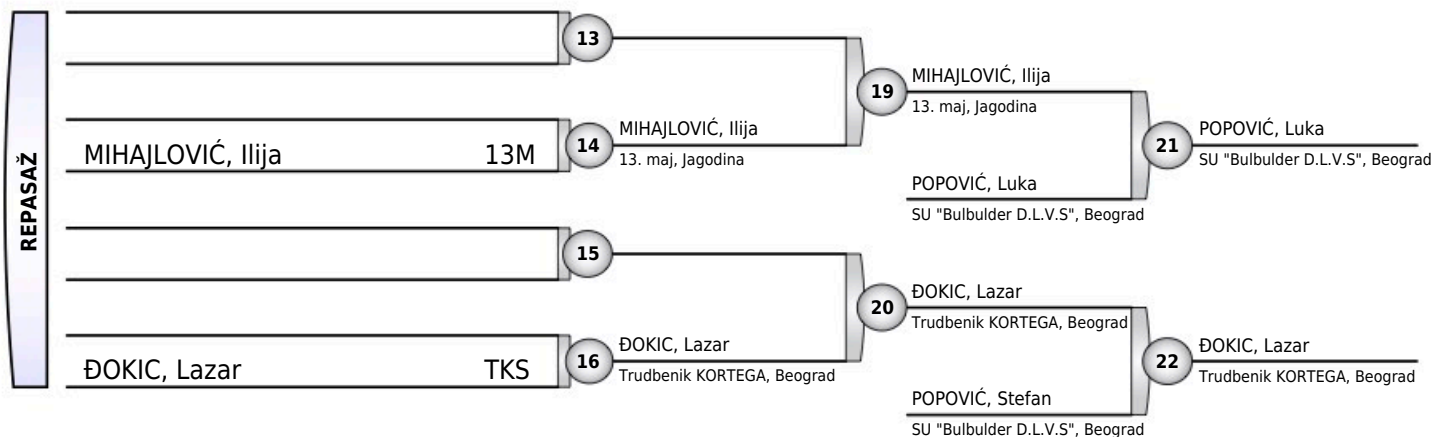 REPASAŽ
13
MIHAJLOVIĆ, Ilija 13M
14
MIHAJLOVIĆ, Ilija
13. maj, Jagodina
19
MIHAJLOVIĆ, Ilija
13. maj, Jagodina
POPOVIĆ, Luka
SU "Bulbulder D.L.V.S", Beograd
21
POPOVIĆ, Luka
SU "Bulbulder D.L.V.S", Beograd
15
ĐOKIC, Lazar TKS
16
ĐOKIC, Lazar
Trudbenik KORTEGA, Beograd
20
ĐOKIC, Lazar
Trudbenik KORTEGA, Beograd
POPOVIĆ, Stefan
SU "Bulbulder D.L.V.S", Beograd
22
ĐOKIC, Lazar
Trudbenik KORTEGA, Beograd